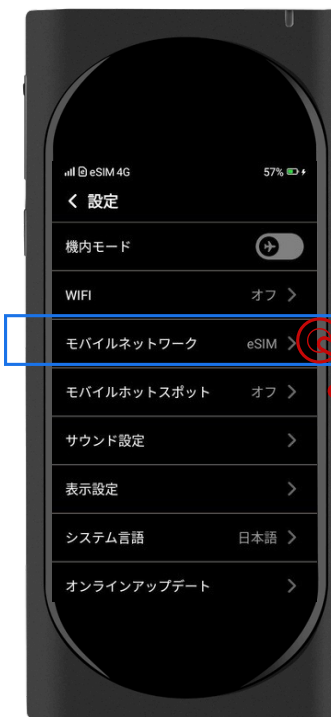 eSIM 4G 57%
設定
機内モード
WIFI オフ
モバイルネットワーク eSIM
モバイルホットスポット オフ
サウンド設定
表示設定
システム言語 日本語
オンラインアップデート